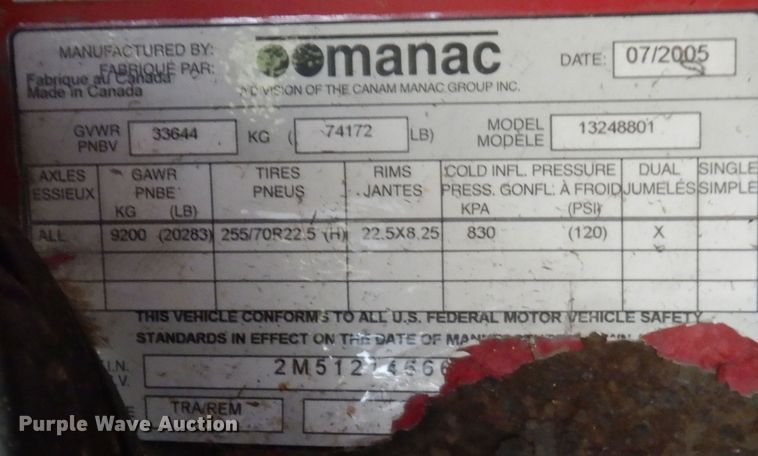 MANUFACTURED BY: manac DATE: 07/2005
FABRIQUÉ PAR:
Fabriqué au Canada
Made in Canada A DIVISION OF THE CANAM MANAC GROUP INC.
GVWR 33644 KG ( 74172 LB) MODEL 13248801
PNBV MODÈLE
AXLES GAWR TIRES RIMS COLD INFL. PRESSURE DUAL SINGLE
ESSIEUX PNBE PNEUS JANTES PRESS. GONFL. À FROID JUMELÉS SIMPLE
KG (LB) KPA (PSI)
ALL 9200 (20283) 255/70R22.5 (H) 22.5X8.25 830 (120) X
THIS VEHICLE CONFORMS TO ALL U.S. FEDERAL MOTOR VEHICLE SAFETY
STANDARDS IN EFFECT ON THE DATE OF
2M512
TRA/REM
Purple Wave Auction